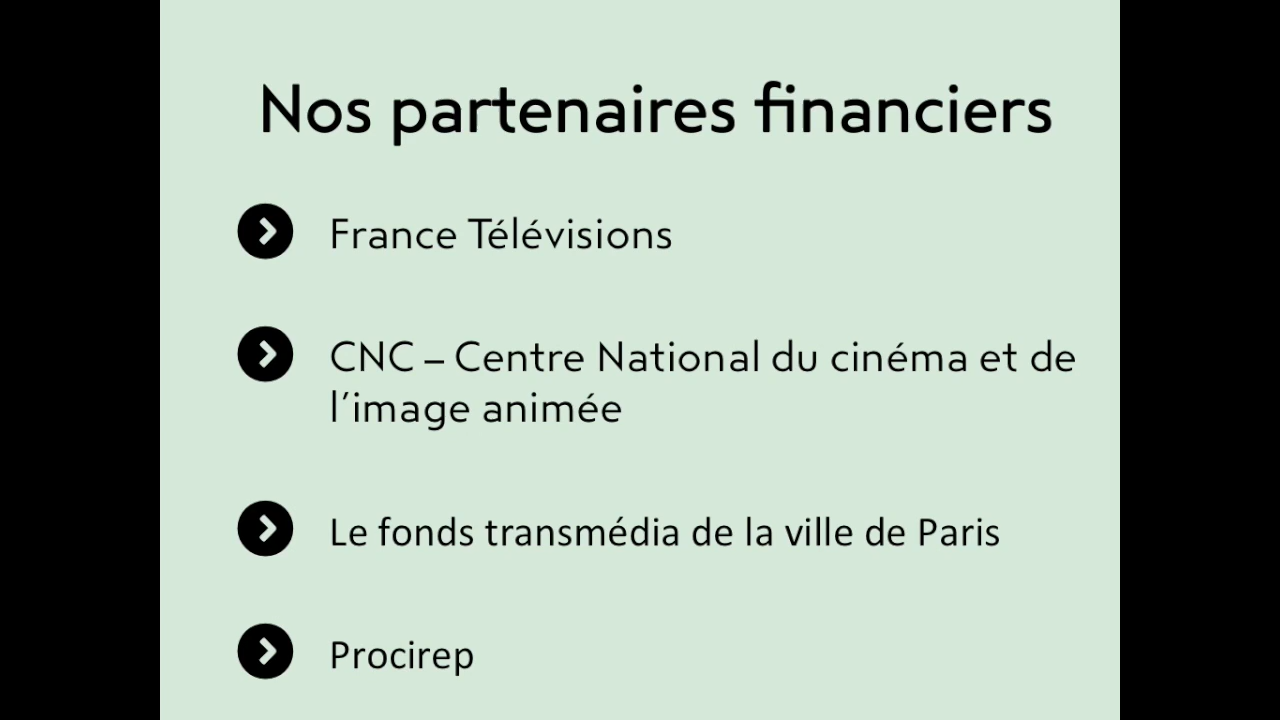 Nos partenaires financiers
France Télévisions
CNC – Centre National du cinéma et de
l'image animée
Le fonds transmédia de la ville de Paris
Procirep